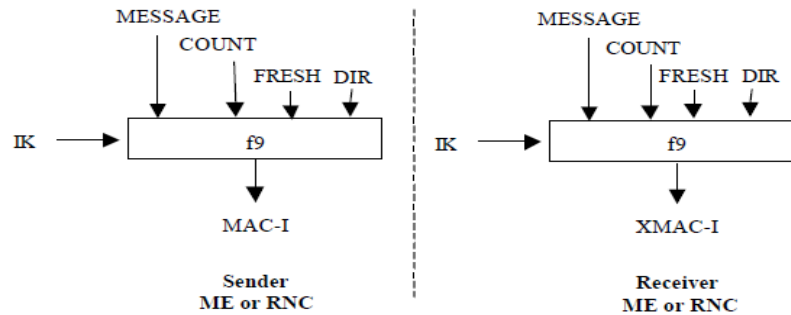 MESSAGE
COUNT
FRESH DIR
IK
f9
MAC-I
Sender
ME or RNC
MESSAGE
COUNT
FRESH DIR
IK
f9
XMAC-I
Receiver
ME or RNC